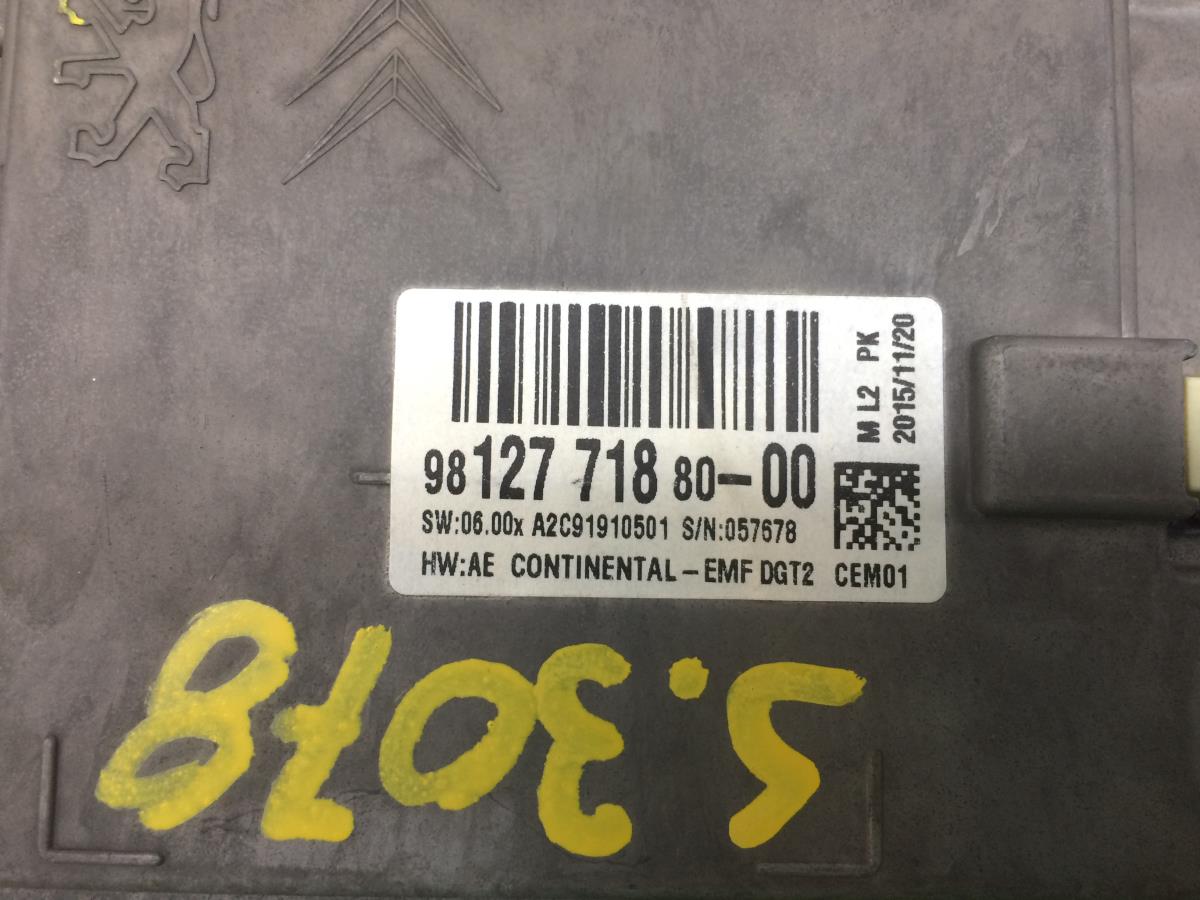 98 127 718 80-00
SW:06.00x A2C91910501 S/N:057678
HW:AE CONTINENTAL-EMF DGT2 CEM01
M L2 PK
2015/11/20
S.3078